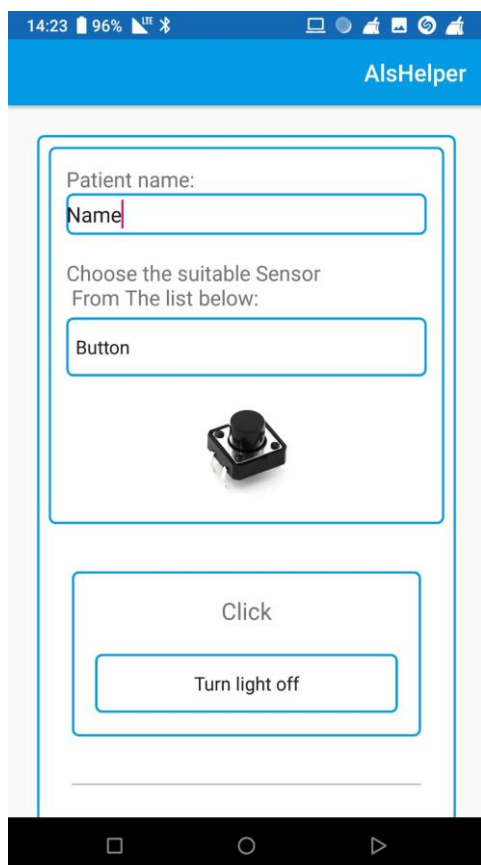 14:23 96% LTE
AlsHelper
Patient name:
Name
Choose the suitable Sensor
From The list below:
Button
Click
Turn light off